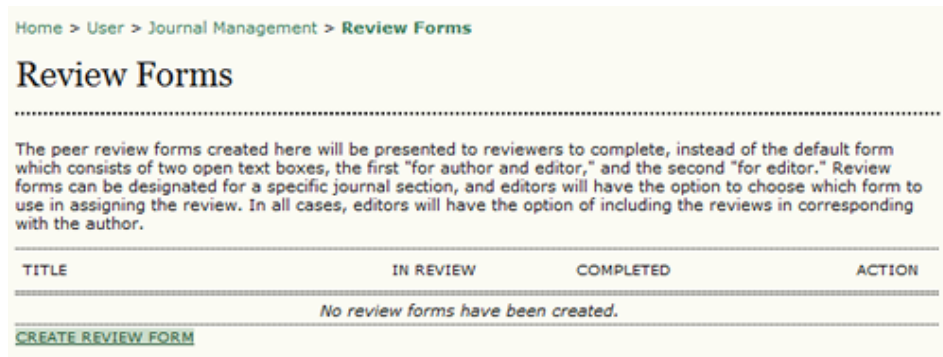 Home > User > Journal Management > Review Forms
Review Forms
The peer review forms created here will be presented to reviewers to complete, instead of the default form
which consists of two open text boxes, the first "for author and editor," and the second "for editor." Review
forms can be designated for a specific journal section, and editors will have the option to choose which form to
use in assigning the review. In all cases, editors will have the option of including the reviews in corresponding
with the author.
TITLE IN REVIEW COMPLETED ACTION
No review forms have been created.
CREATE REVIEW FORM